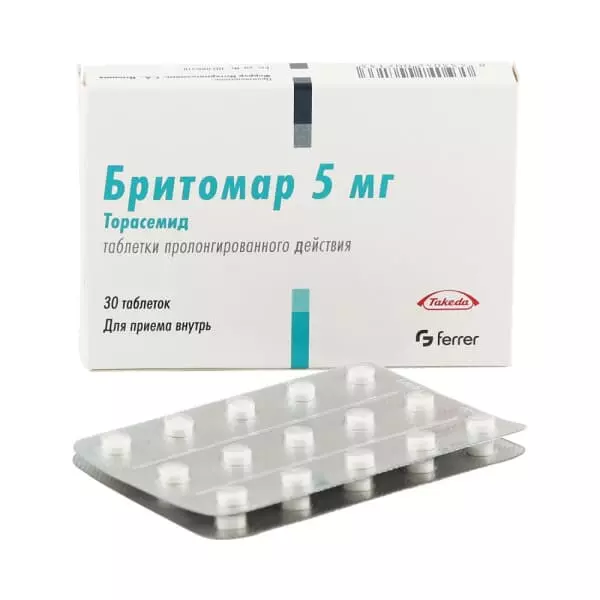 Бритомар 5 мг
Торасемид
таблетки пролонгированного действия
30 таблеток
Для приема внутрь
Takeda
ferrer